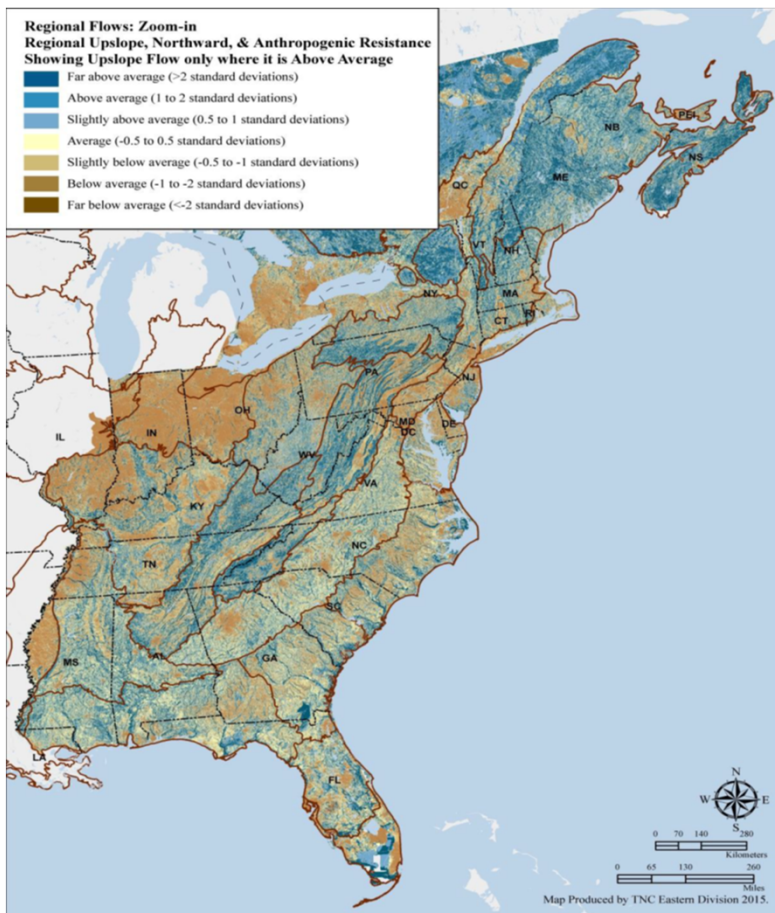 Regional Flows: Zoom-in
Regional Upslope, Northward, & Anthropogenic Resistance
Showing Upslope Flow only where it is Above Average
Far above average (>2 standard deviations)
Above average (1 to 2 standard deviations)
Slightly above average (0.5 to 1 standard deviations)
Average (-0.5 to 0.5 standard deviations)
Slightly below average (-0.5 to -1 standard deviations)
Below average (-1 to -2 standard deviations)
Far below average (<-2 standard deviations)
PEI
NB
NS
QC
ME
VT
NH
NY
MA
CT
RI
PA
NJ
OH
MD
DE
DC
IL
IN
WV
VA
KY
NC
TN
SC
MS
AL
GA
LA
FL
N
W
E
S
0 70 140 280
Kilometers
0 65 130 260
Miles
Map Produced by TNC Eastern Division 2015.